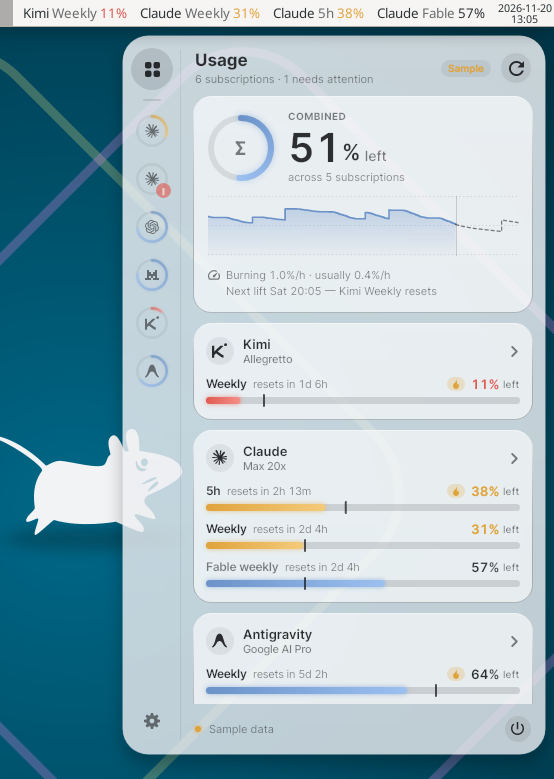 Kimi Weekly 11% Claude Weekly 31% Claude 5h 38% Claude Fable 57% 2026-11-20
13:05
Usage
6 subscriptions · 1 needs attention
Sample
COMBINED
Σ
51% left
across 5 subscriptions
Burning 1.0%/h · usually 0.4%/h
Next lift Sat 20:05 — Kimi Weekly resets
Kimi
Allegretto
Weekly resets in 1d 6h 11% left
Claude
Max 20x
5h resets in 2h 13m 38% left
Weekly resets in 2d 4h 31% left
Fable weekly resets in 2d 4h 57% left
Antigravity
Google AI Pro
Weekly resets in 5d 2h 64% left
Sample data